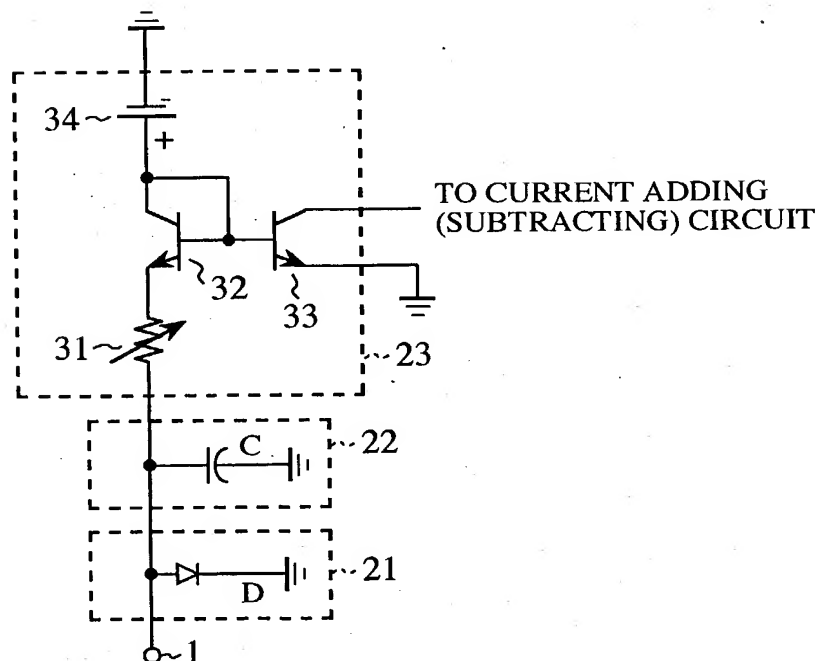 -
34
+
TO CURRENT ADDING
(SUBTRACTING) CIRCUIT
32
33
31
23
C
22
D
21
1